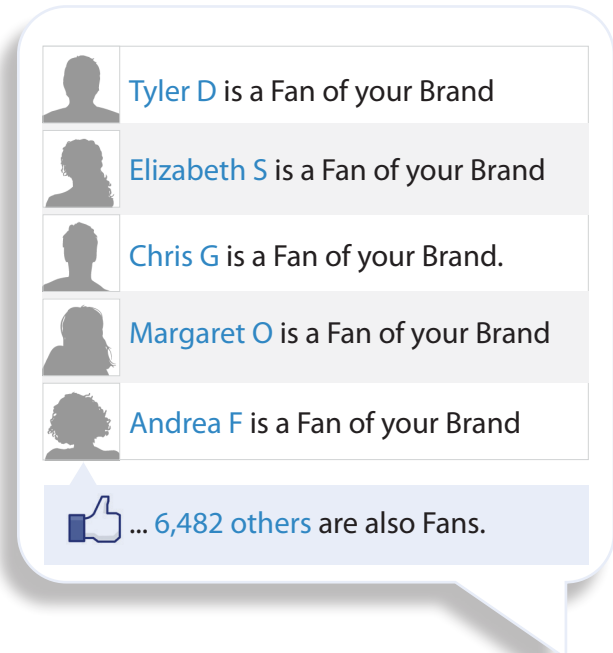 Tyler D is a Fan of your Brand
Elizabeth S is a Fan of your Brand
Chris G is a Fan of your Brand.
Margaret O is a Fan of your Brand
Andrea F is a Fan of your Brand
... 6,482 others are also Fans.